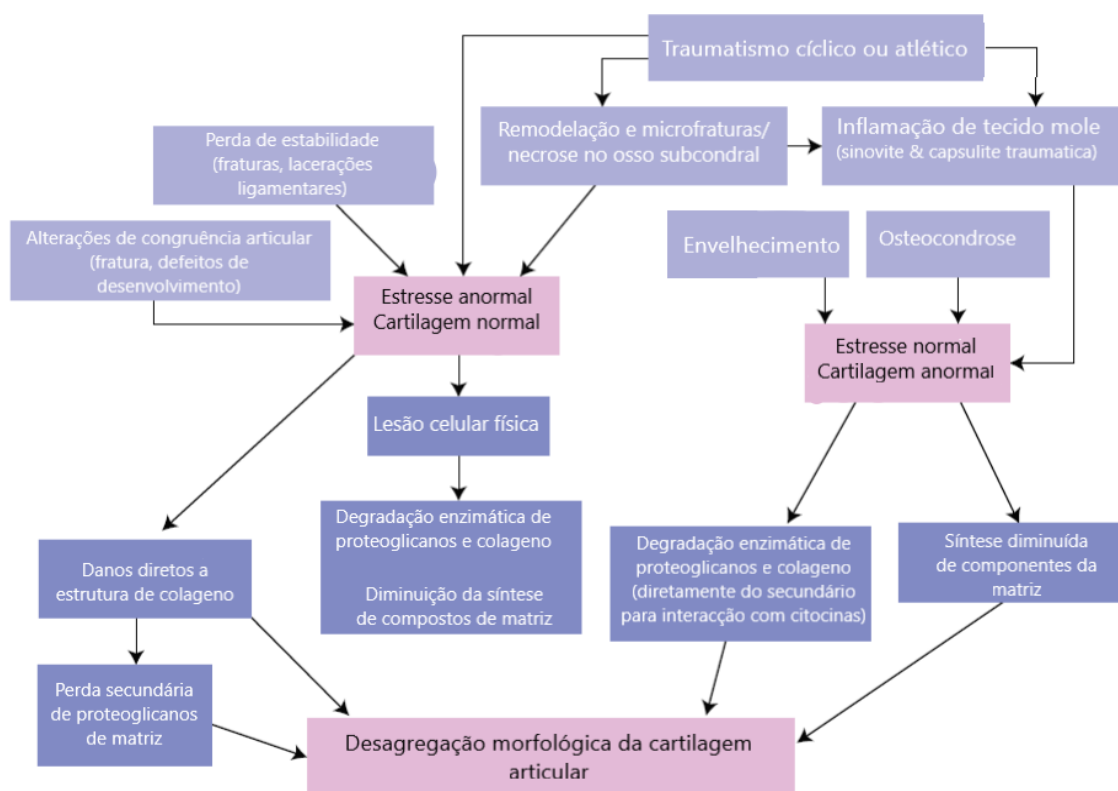 Traumatismo cíclico ou atlético
Perda de estabilidade
(fraturas, lacerações
ligamentares)
Remodelação e microfraturas/
necrose no osso subcondral
Inflamação de tecido mole
(sinovite & capsulite traumatica)
Alterações de congruência articular
(fratura, defeitos de
desenvolvimento)
Envelhecimento
Osteocondrose
Estresse anormal
Cartilagem normal
Estresse normal
Cartilagem anormal
Lesão celular física
Degradação enzimática de
proteoglicanos e colageno
Diminuição da síntese
de compostos de matriz
Degradação enzimática de
proteoglicanos e colageno
(diretamente do secundário
para interacção com citocinas)
Síntese diminuída
de componentes da
matriz
Danos diretos a
estrutura de colageno
Perda secundária
de proteoglicanos
de matriz
Desagregação morfológica da cartilagem
articular